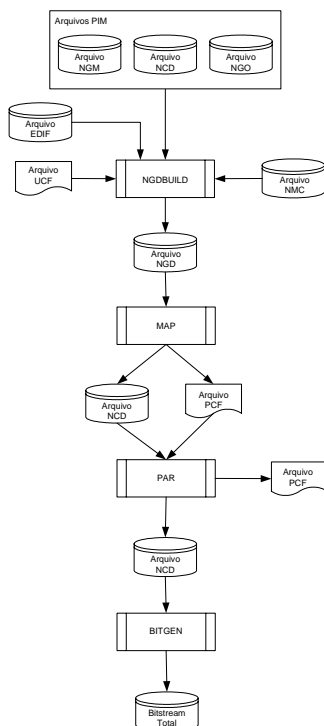 Arquivos PIM
Arquivo
NGM
Arquivo
NCD
Arquivo
NGO
Arquivo
EDIF
Arquivo
UCF
NGDBUILD
Arquivo
NMC
Arquivo
NGD
MAP
Arquivo
NCD
Arquivo
PCF
PAR
Arquivo
PCF
Arquivo
NCD
BITGEN
Bitstream
Total